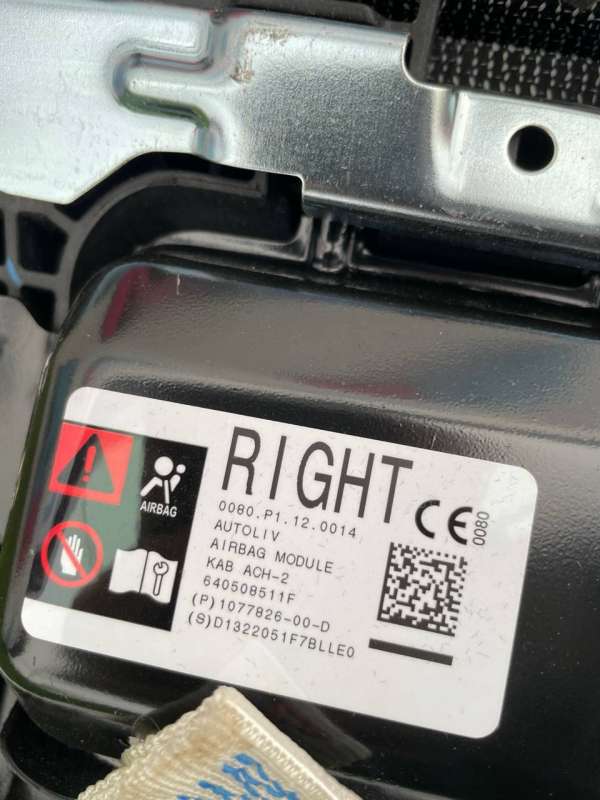 RIGHT
0080.P1.12.0014
AUTOLIV
AIRBAG MODULE
KAB ACH-2
640508511F
(P)1077826-00-D
(S)D1322051F7BLLE0
CE 0080
AIRBAG